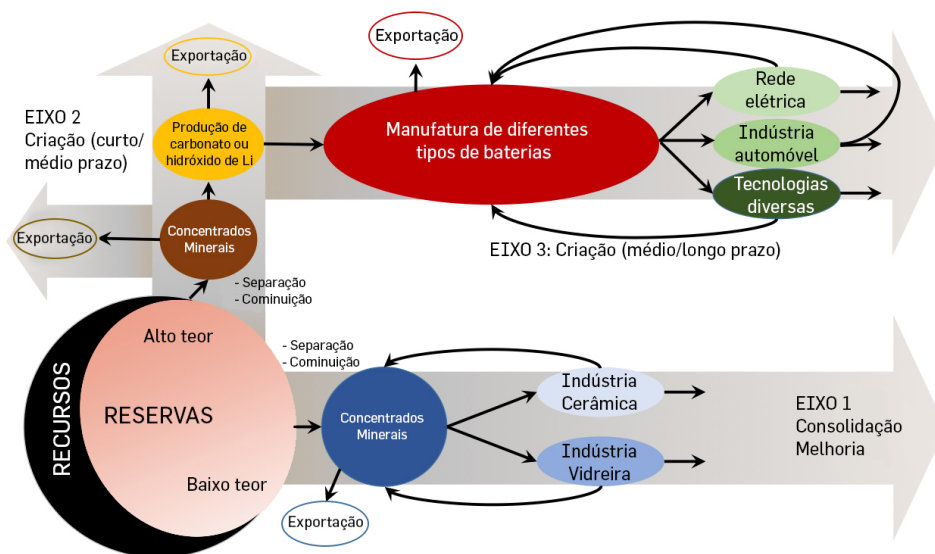 Exportação
Exportação
EIXO 2
Criação (curto/
médio prazo)
Produção de
carbonato ou
hidróxido de Li
Manufatura de diferentes
tipos de baterias
Rede
elétrica
Indústria
automóvel
Tecnologias
diversas
Exportação
Concentrados
Minerais
EIXO 3: Criação (médio/longo prazo)
- Separação
- Cominuição
RECURSOS
Alto teor
RESERVAS
Baixo teor
- Separação
- Cominuição
Concentrados
Minerais
Indústria
Cerâmica
Indústria
Vidreira
EIXO 1
Consolidação
Melhoria
Exportação